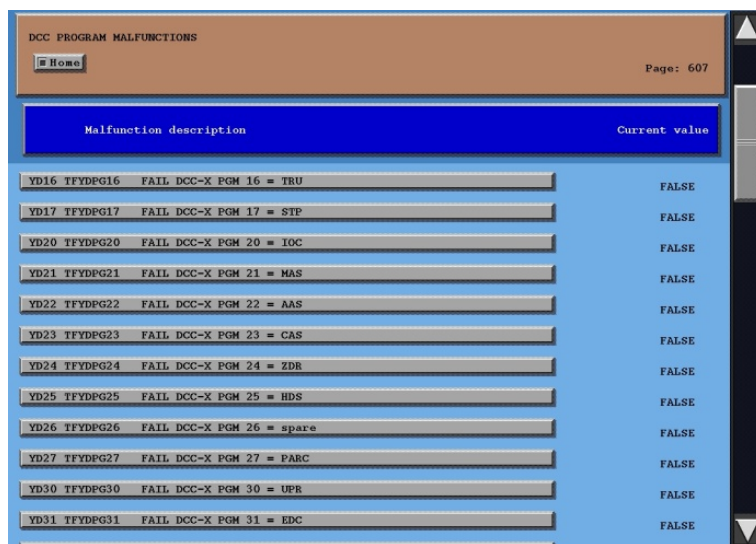 DCC PROGRAM MALFUNCTIONS
Home
Page: 607
Malfunction description Current value
YD16 TFYDPG16 FAIL DCC-X PGM 16 = TRU FALSE
YD17 TFYDPG17 FAIL DCC-X PGM 17 = STP FALSE
YD20 TFYDPG20 FAIL DCC-X PGM 20 = IOC FALSE
YD21 TFYDPG21 FAIL DCC-X PGM 21 = MAS FALSE
YD22 TFYDPG22 FAIL DCC-X PGM 22 = AAS FALSE
YD23 TFYDPG23 FAIL DCC-X PGM 23 = CAS FALSE
YD24 TFYDPG24 FAIL DCC-X PGM 24 = ZDR FALSE
YD25 TFYDPG25 FAIL DCC-X PGM 25 = HDS FALSE
YD26 TFYDPG26 FAIL DCC-X PGM 26 = spare FALSE
YD27 TFYDPG27 FAIL DCC-X PGM 27 = PARC FALSE
YD30 TFYDPG30 FAIL DCC-X PGM 30 = UPR FALSE
YD31 TFYDPG31 FAIL DCC-X PGM 31 = EDC FALSE